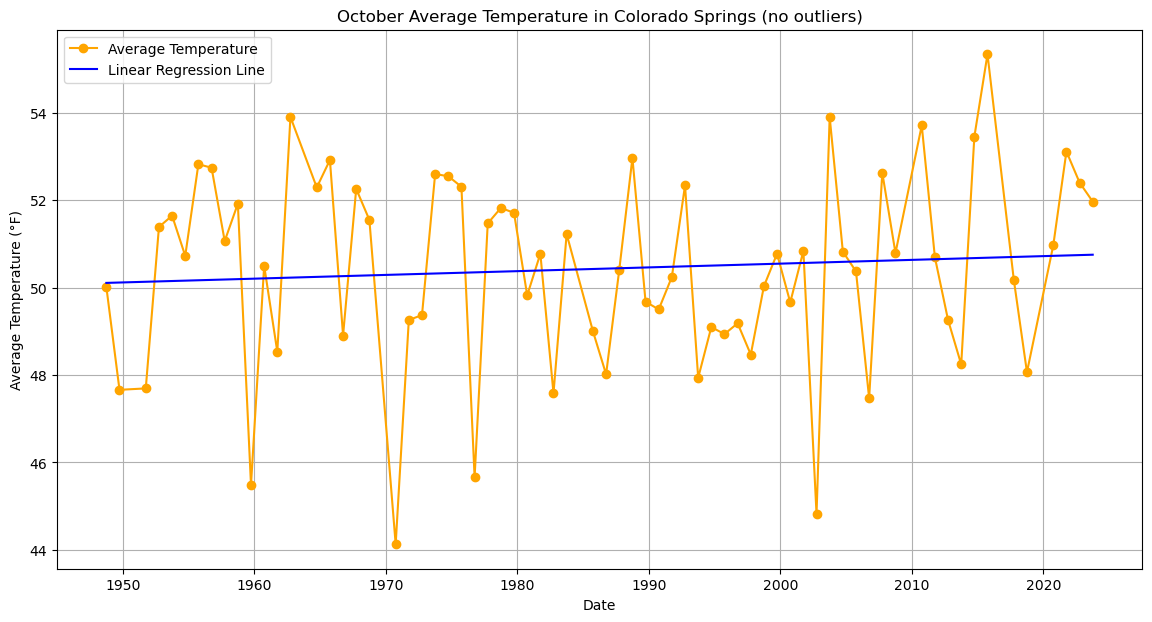 October Average Temperature in Colorado Springs (no outliers)
Average Temperature
Linear Regression Line
Average Temperature (°F)
54
52
50
48
46
44
1950 1960 1970 1980 1990 2000 2010 2020
Date